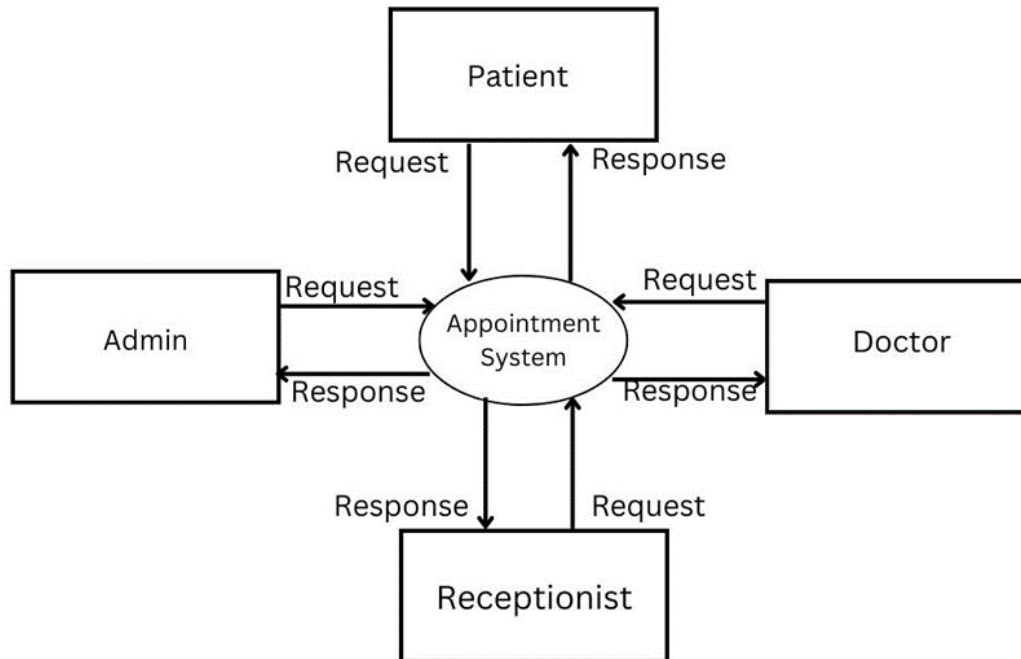 Patient
Request
Response
Request
Request
Admin
Appointment
System
Doctor
Response
Response
Response
Request
Receptionist